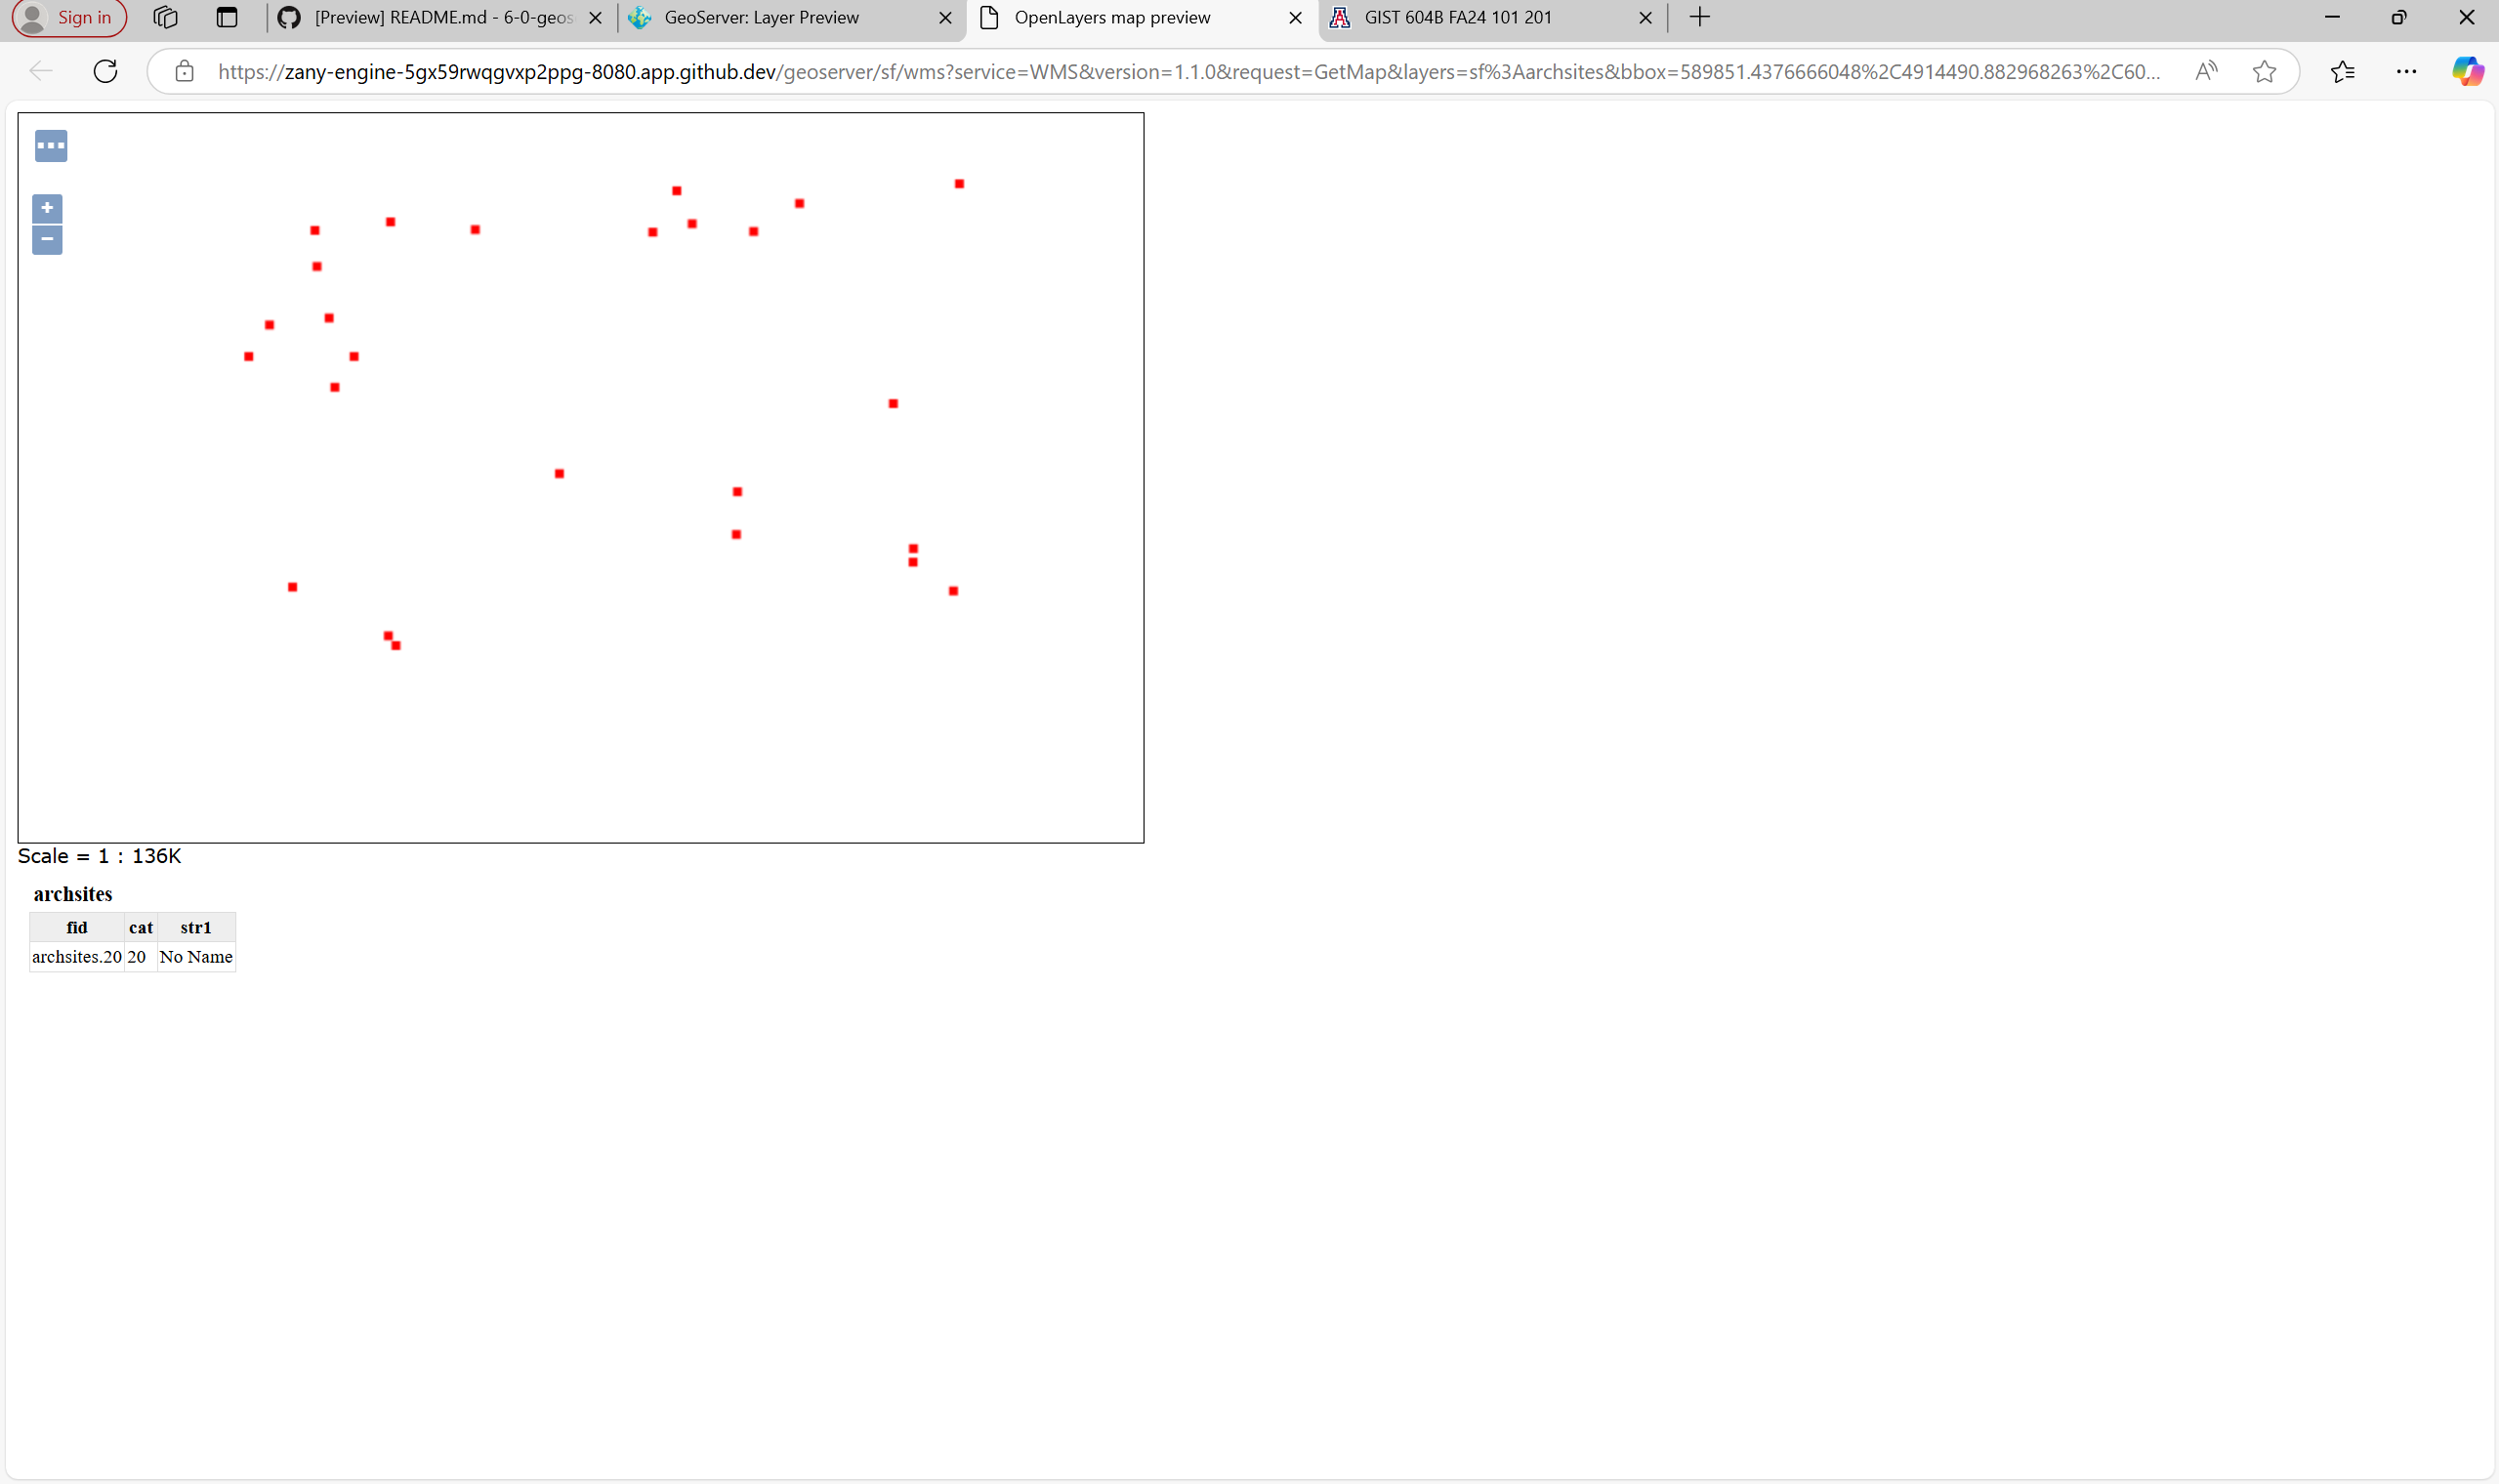 Sign in
[Preview] README.md - 6-0-geos
GeoServer: Layer Preview
OpenLayers map preview
GIST 604B FA24 101 201
https://zany-engine-5gx59rwqgvxp2ppg-8080.app.github.dev/geoserver/sf/wms?service=WMS&version=1.1.0&request=GetMap&layers=sf%3Aarchsites&bbox=589851.4376666048%2C4914490.882968263%2C60...
+
−
Scale = 1 : 136K
archsites
fid cat str1
archsites.20 20 No Name